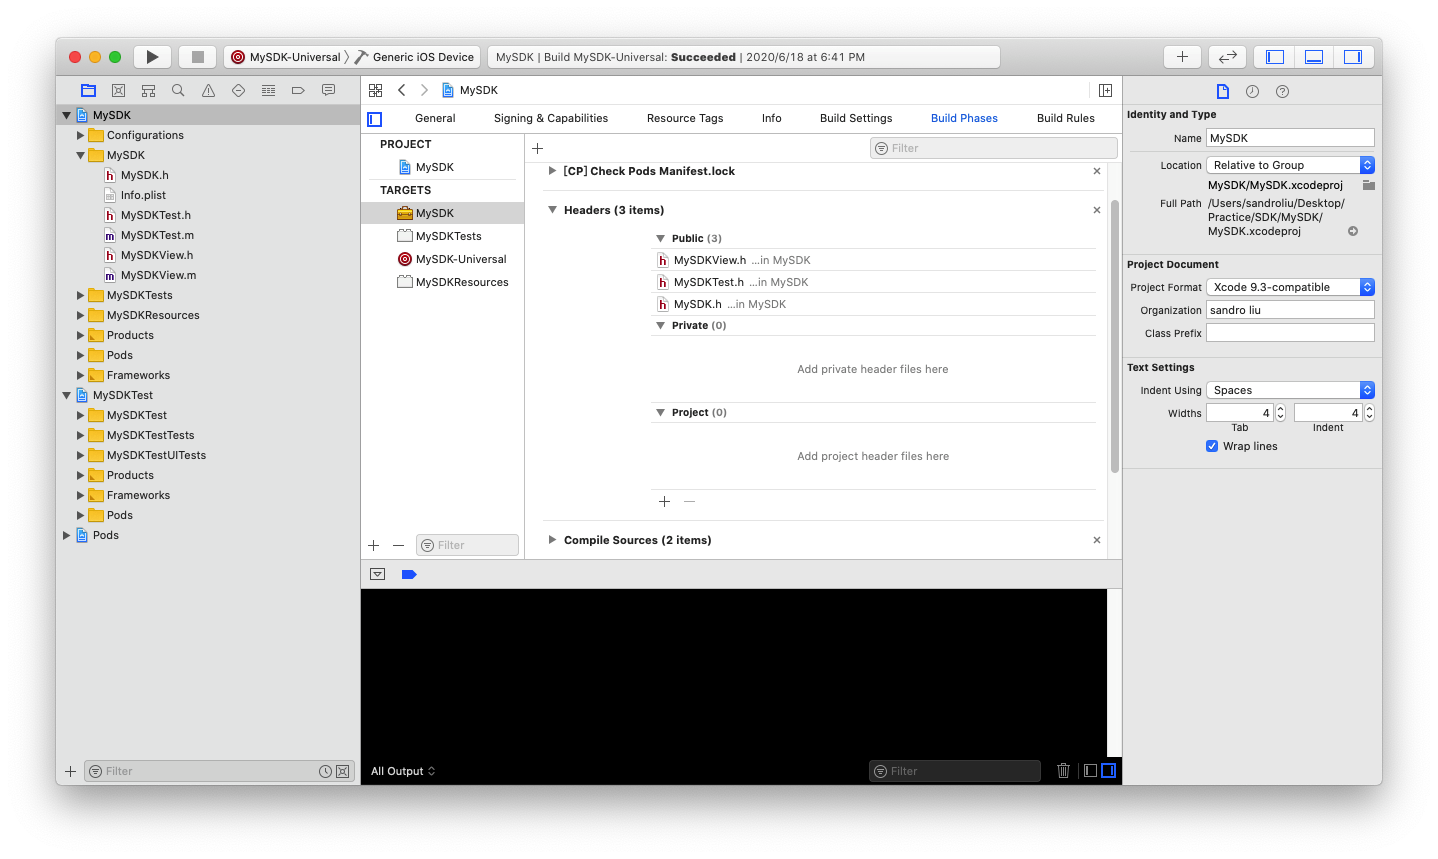 MySDK-Universal
Generic iOS Device
MySDK | Build MySDK-Universal: Succeeded | 2020/6/18 at 6:41 PM
MySDK
Configurations
MySDK
MySDK.h
Info.plist
MySDKTest.h
MySDKTest.m
MySDKView.h
MySDKView.m
MySDKTests
MySDKResources
Products
Pods
Frameworks
MySDKTest
MySDKTest
MySDKTestTests
MySDKTestUITests
Products
Frameworks
Pods
Pods
Filter
MySDK
General Signing & Capabilities Resource Tags Info Build Settings Build Phases Build Rules
PROJECT
MySDK
TARGETS
MySDK
MySDKTests
MySDK-Universal
MySDKResources
Filter
Filter
[CP] Check Pods Manifest.lock
Headers (3 items)
Public (3)
MySDKView.h ...in MySDK
MySDKTest.h ...in MySDK
MySDK.h ...in MySDK
Private (0)
Add private header files here
Project (0)
Add project header files here
Compile Sources (2 items)
All Output
Filter
Identity and Type
Name MySDK
Location Relative to Group
MySDK/MySDK.xcodeproj
Full Path /Users/sandroliu/Desktop/
Practice/SDK/MySDK/
MySDK.xcodeproj
Project Document
Project Format Xcode 9.3-compatible
Organization sandro liu
Class Prefix
Text Settings
Indent Using Spaces
Widths 4 4
Tab Indent
Wrap lines